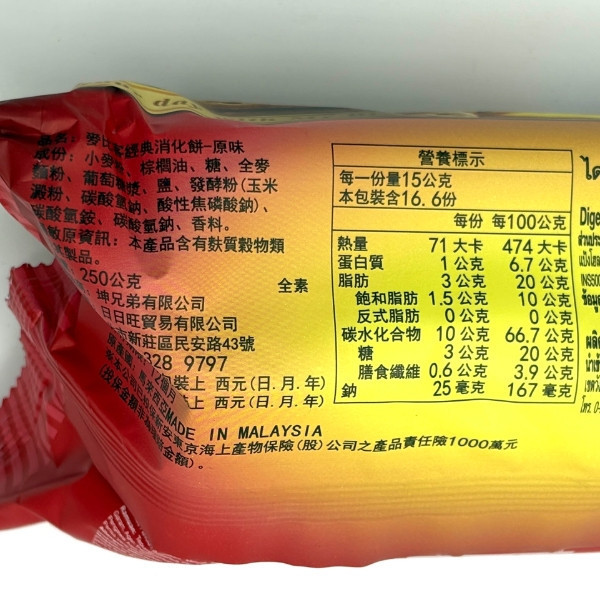 麥日客經典消化餅-原味
成份: 小麥 棕櫚油、糖、全麥
麵粉、葡萄糖漿、鹽、發酵粉(玉米
澱粉、碳酸氫鈉、酸性焦磷酸鈉)、
碳酸氫銨、碳酸氫鈉、香料。
敏原資訊: 本產品含有麩質穀物類
製品。
250公克 全素
坤兄弟有限公司
日日旺貿易有限公司
新莊區民安路43號
328 9797
裝上 西元(日.月.年)
上 西元(日.月.年)
MADE IN MALAYSIA
安東京海上產物保險(股)公司之產品責任險1000萬元
金額)。
營養標示
每一份量15公克
本包裝含16.6份
每份 每100公克
熱量 71 大卡 474 大卡
蛋白質 1 公克 6.7 公克
脂肪 3 公克 20 公克
飽和脂肪 1.5 公克 10 公克
反式脂肪 0 公克 0 公克
碳水化合物 10 公克 66.7 公克
糖 3 公克 20 公克
膳食纖維 0.6 公克 3.9 公克
鈉 25 毫克 167 毫克
Dige
INS500
โทร. 0-